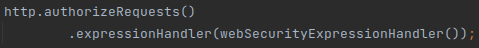 http.authorizeRequests()
.expressionHandler(webSecurityExpressionHandler());